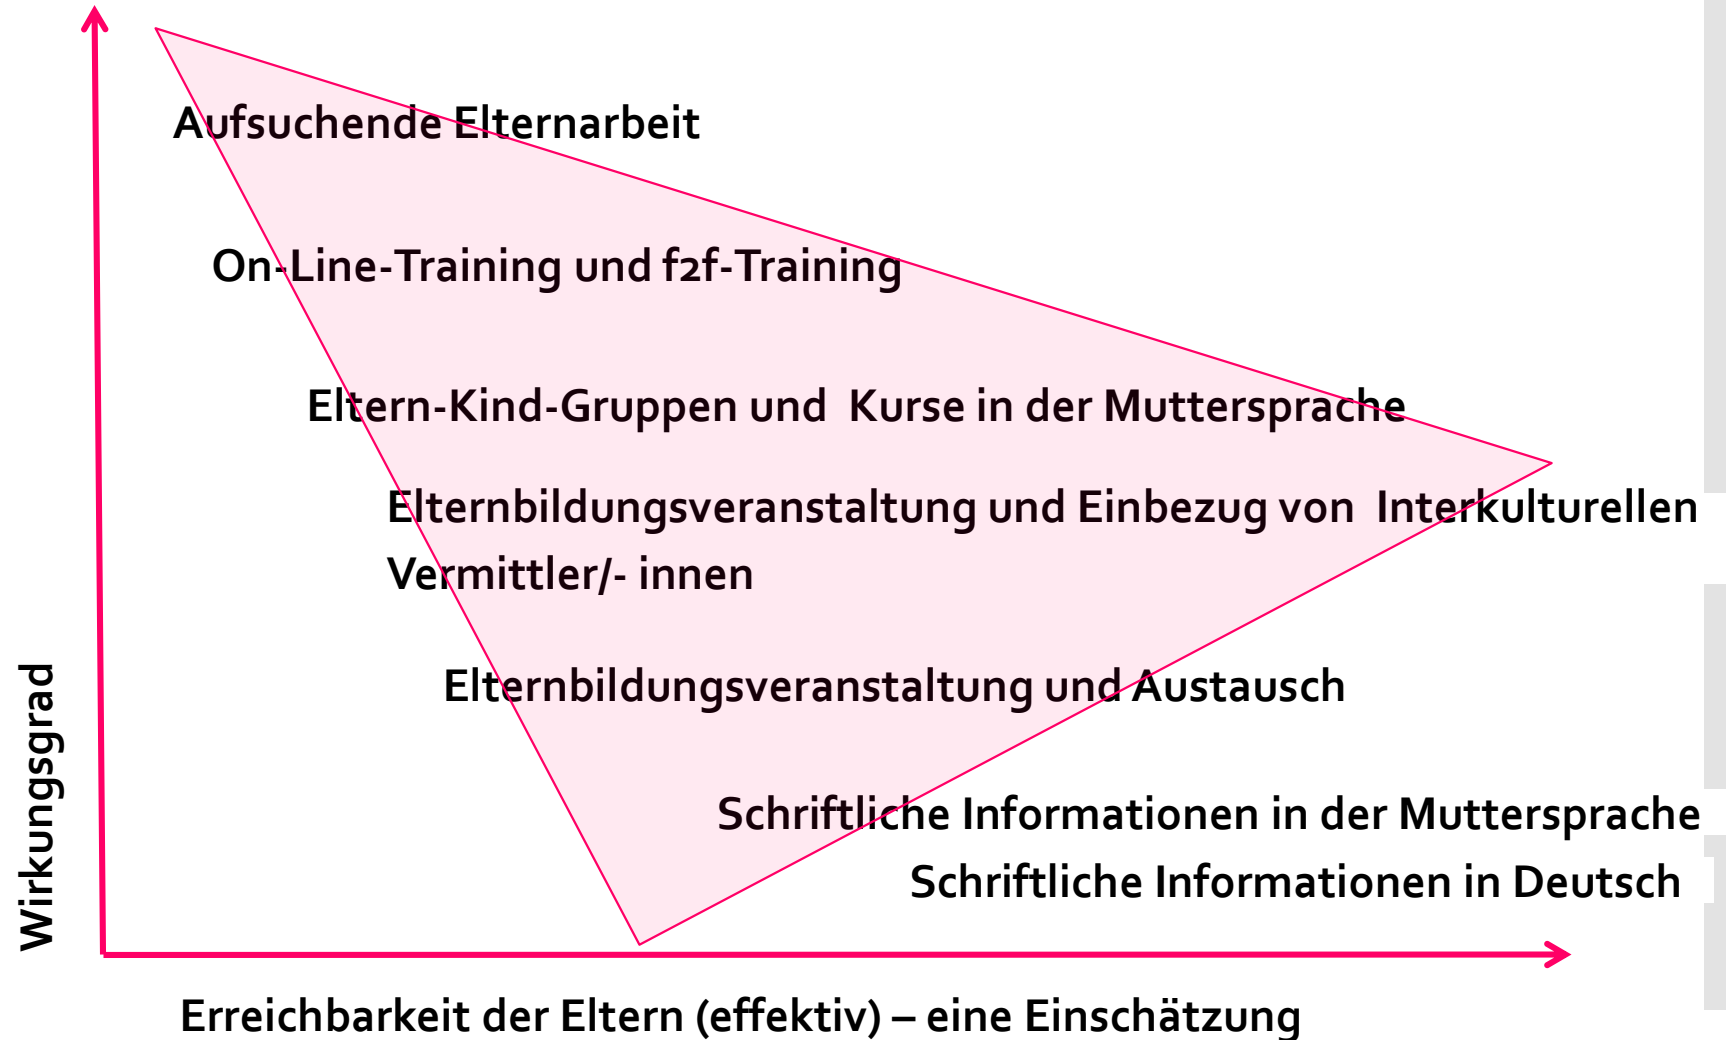 Aufsuchende Elternarbeit
On-Line-Training und f2f-Training
Eltern-Kind-Gruppen und Kurse in der Muttersprache
Elternbildungsveranstaltung und Einbezug von Interkulturellen
Vermittler/- innen
Elternbildungsveranstaltung und Austausch
Schriftliche Informationen in der Muttersprache
Schriftliche Informationen in Deutsch
Wirkungsgrad
Erreichbarkeit der Eltern (effektiv) – eine Einschätzung